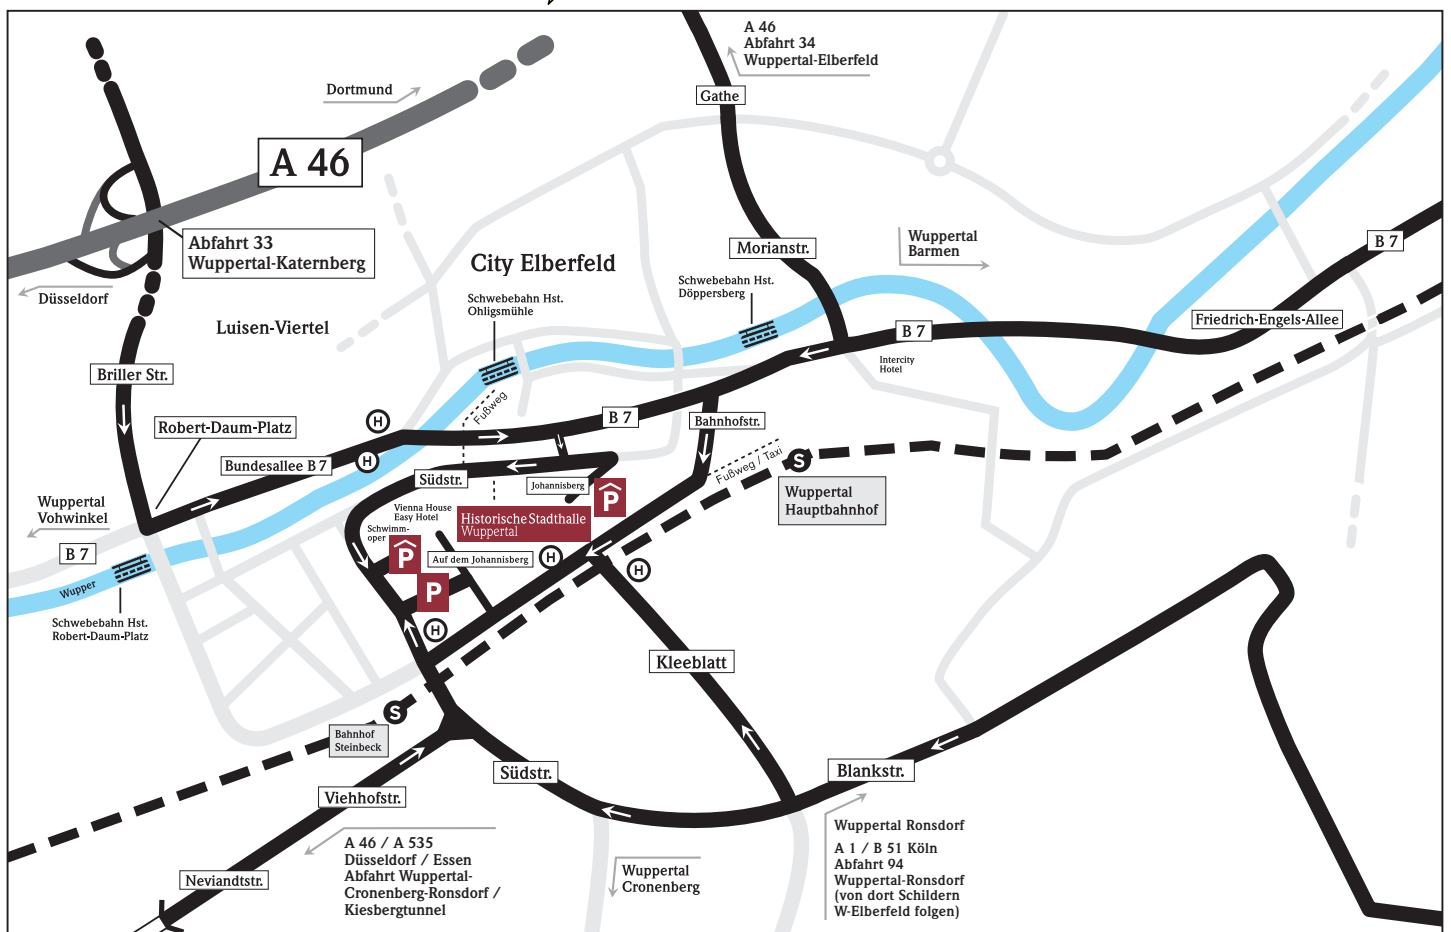 A 46
Abfahrt 34
Wuppertal-Elberfeld
Dortmund
Gathe
A 46
Abfahrt 33
Wuppertal-Katernberg
Düsseldorf
Morianstr.
Wuppertal
Barmen
B 7
City Elberfeld
Schwebebahn Hst.
Ohligsmühle
Schwebebahn Hst.
Döppersberg
Luisen-Viertel
Friedrich-Engels-Allee
B 7
Intercity
Hotel
Briller Str.
Robert-Daum-Platz
H
Fußweg
B 7
Bahnhofstr.
H
Bundesallee B 7
Südstr.
Johannisberg
Fußweg / Taxi
S
Wuppertal
Hauptbahnhof
P
Wuppertal
Vohwinkel
B 7
Vienna House
Easy Hotel
Schwimm-
oper
Historische Stadthalle
Wuppertal
P
Auf dem Johannisberg
H
H
P
H
Wupper
Schwebebahn Hst.
Robert-Daum-Platz
Kleeblatt
S
Bahnhof
Steinbeck
Südstr.
Blankstr.
Viehhofstr.
Neviandtstr.
A 46 / A 535
Düsseldorf / Essen
Abfahrt Wuppertal-
Cronenberg-Ronsdorf /
Kiesbergtunnel
Wuppertal
Cronenberg
Wuppertal Ronsdorf
A 1 / B 51 Köln
Abfahrt 94
Wuppertal-Ronsdorf
(von dort Schildern
W-Elberfeld folgen)